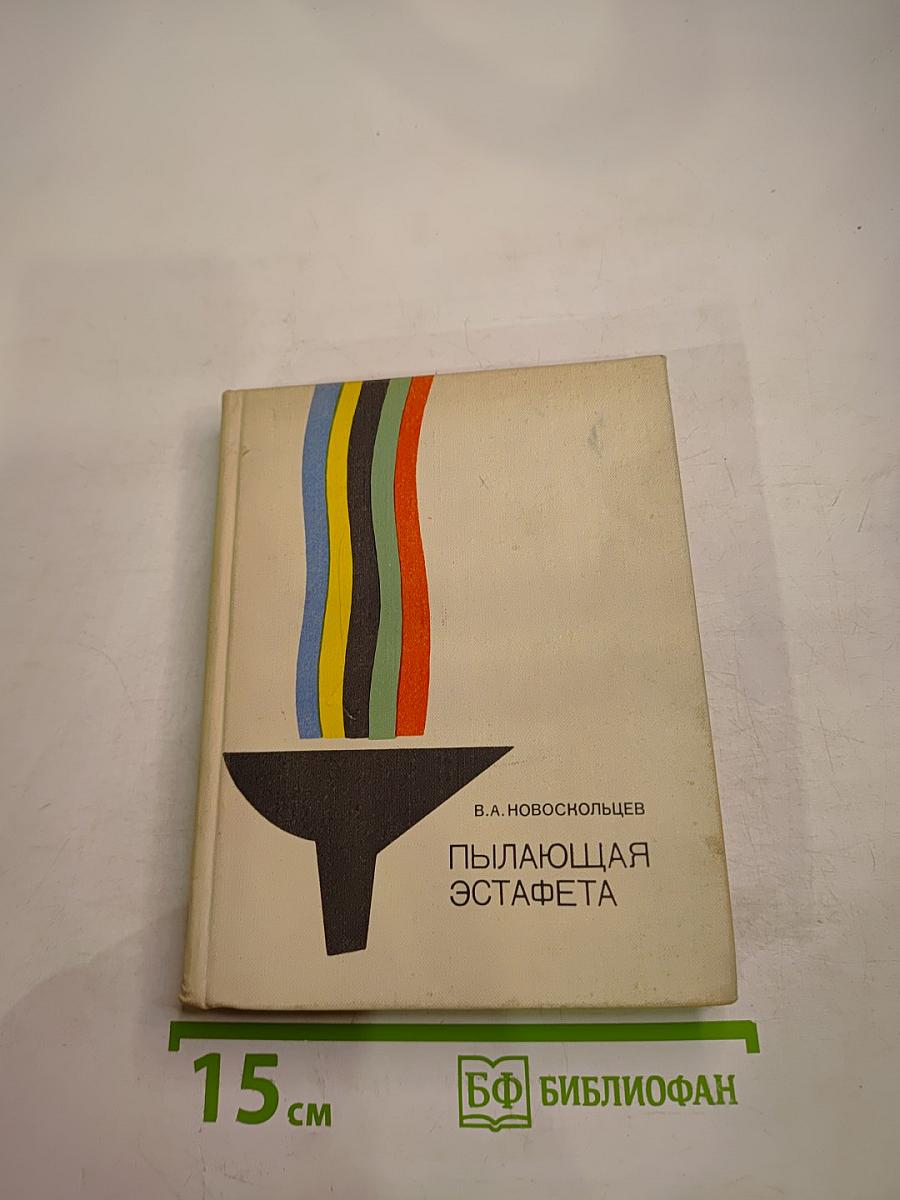 В.А.НОВОСКОЛЬЦЕВ
ПЫЛАЮЩАЯ
ЭСТАФЕТА
15 см
БФ БИБЛИОФАН